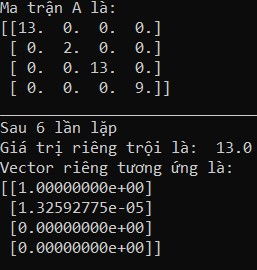 Ma trận A là:
[[13. 0. 0. 0.]
[ 0. 2. 0. 0.]
[ 0. 0. 13. 0.]
[ 0. 0. 0. 9.]]
Sau 6 lần lặp
Giá trị riêng trội là: 13.0
Vector riêng tương ứng là:
[[1.00000000e+00]
[1.32592775e-05]
[0.00000000e+00]
[0.00000000e+00]]